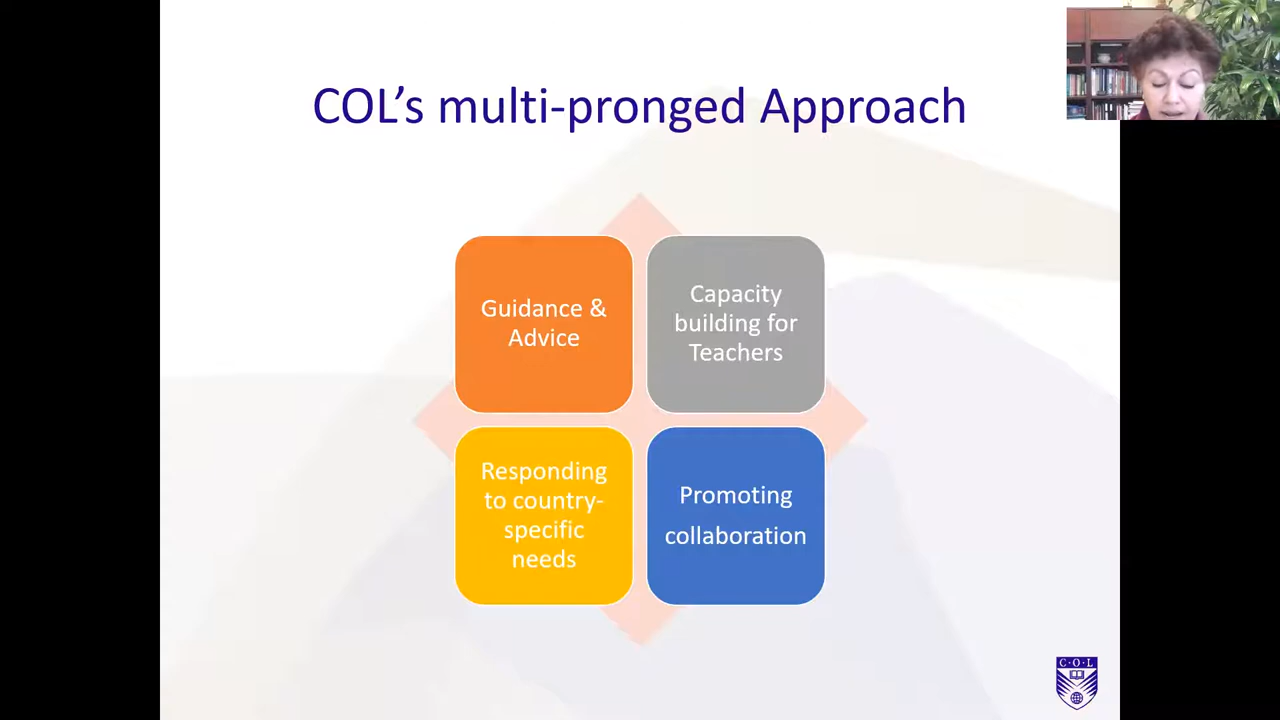 COL’s multi-pronged Approach
Guidance &
Advice
Capacity
building for
Teachers
Responding
to country-
specific
needs
Promoting
collaboration
C·O·L